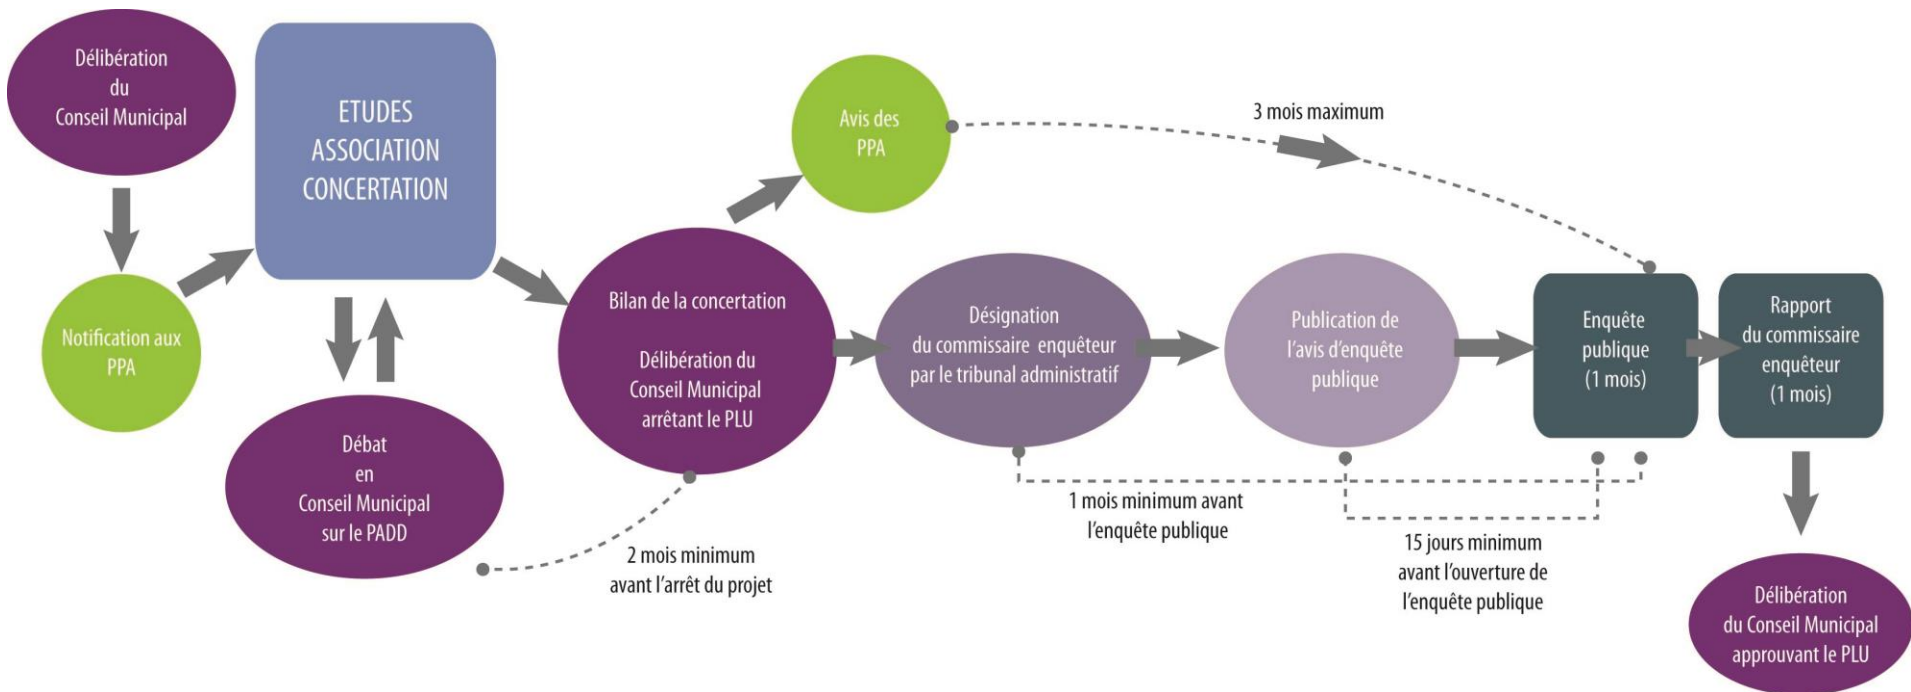 Délibération
du
Conseil Municipal
Notification aux
PPA
ETUDES
ASSOCIATION
CONCERTATION
Débat
en
Conseil Municipal
sur le PADD
2 mois minimum
avant l'arrêt du projet
Bilan de la concertation
Délibération du
Conseil Municipal
arrêtant le PLU
Avis des
PPA
3 mois maximum
Désignation
du commissaire enquêteur
par le tribunal administratif
1 mois minimum avant
l'enquête publique
Publication de
l'avis d'enquête
publique
15 jours minimum
avant l'ouverture de
l'enquête publique
Enquête
publique
(1 mois)
Rapport
du commissaire
enquêteur
(1 mois)
Délibération
du Conseil Municipal
approuvant le PLU